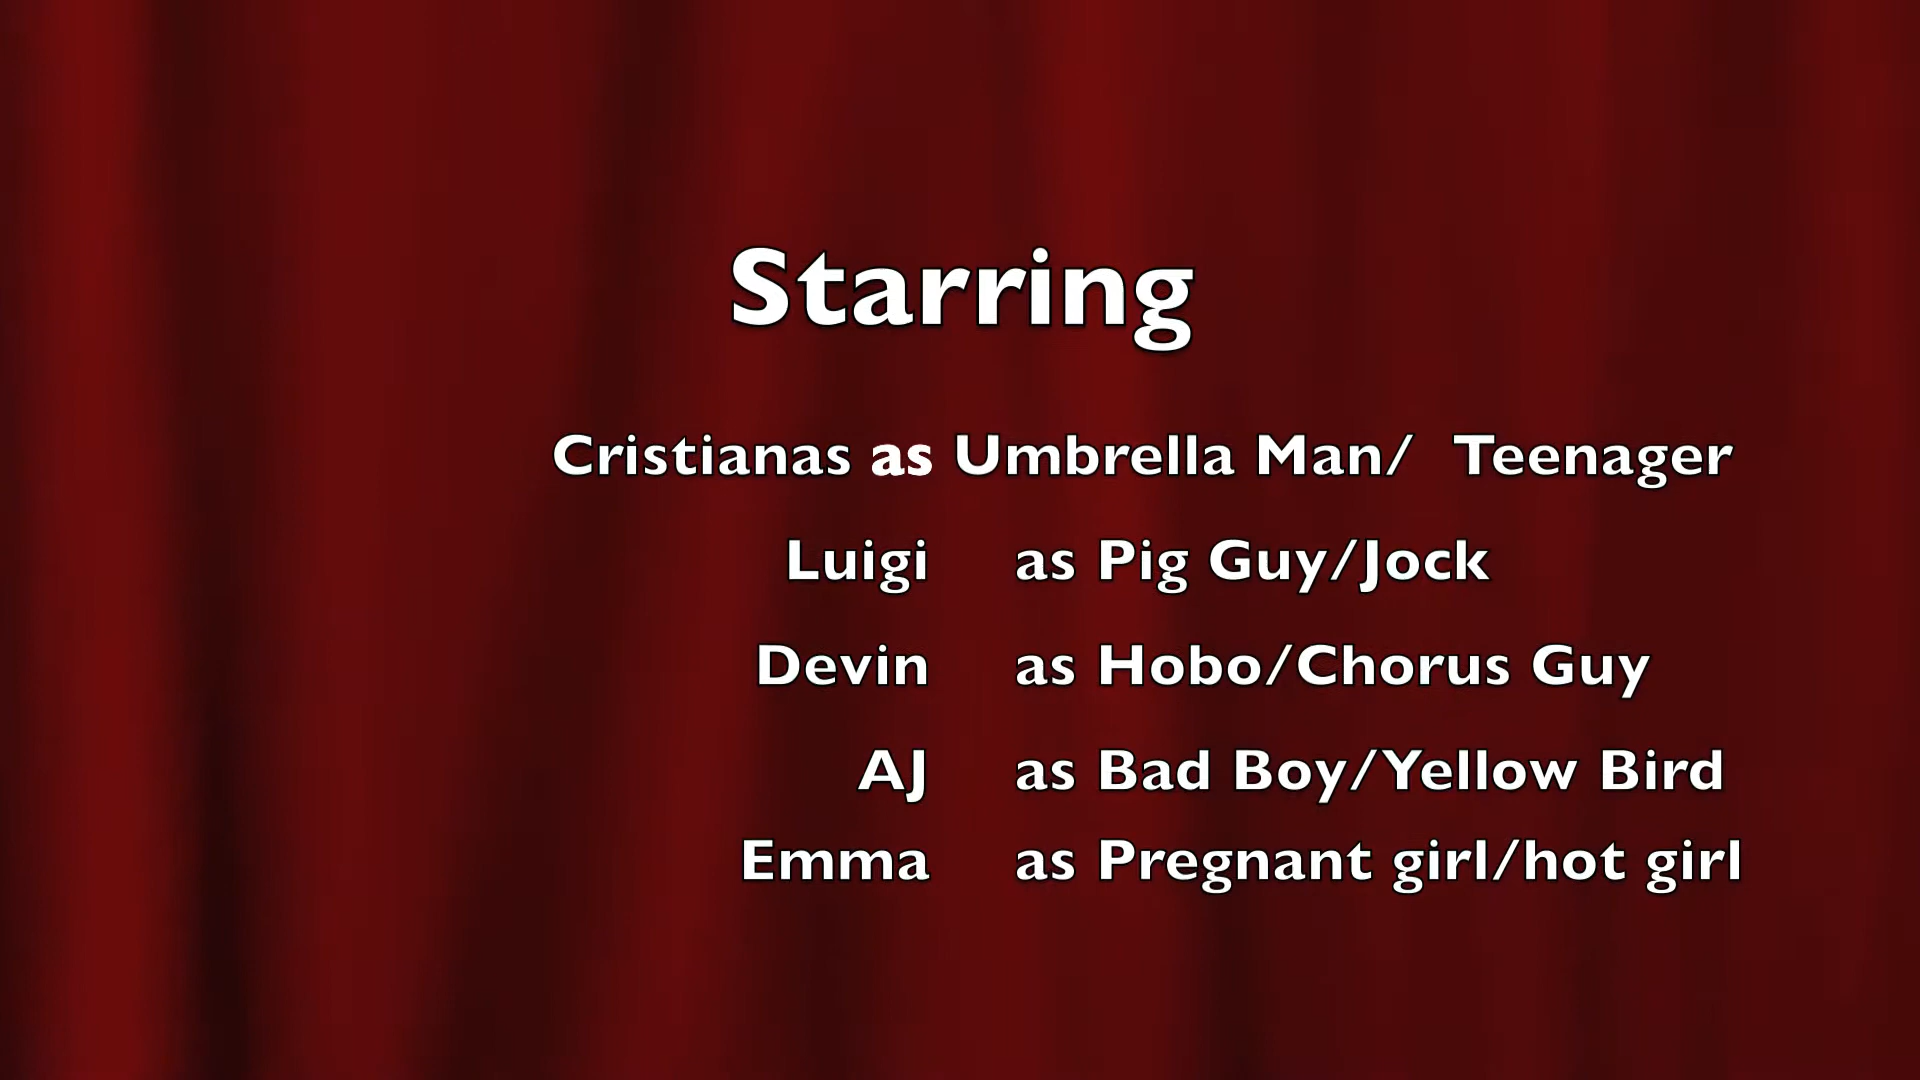 Starring
Cristianas as Umbrella Man/  Teenager
Luigi as Pig Guy/Jock
Devin as Hobo/Chorus Guy
AJ as Bad Boy/Yellow Bird
Emma as Pregnant girl/hot girl